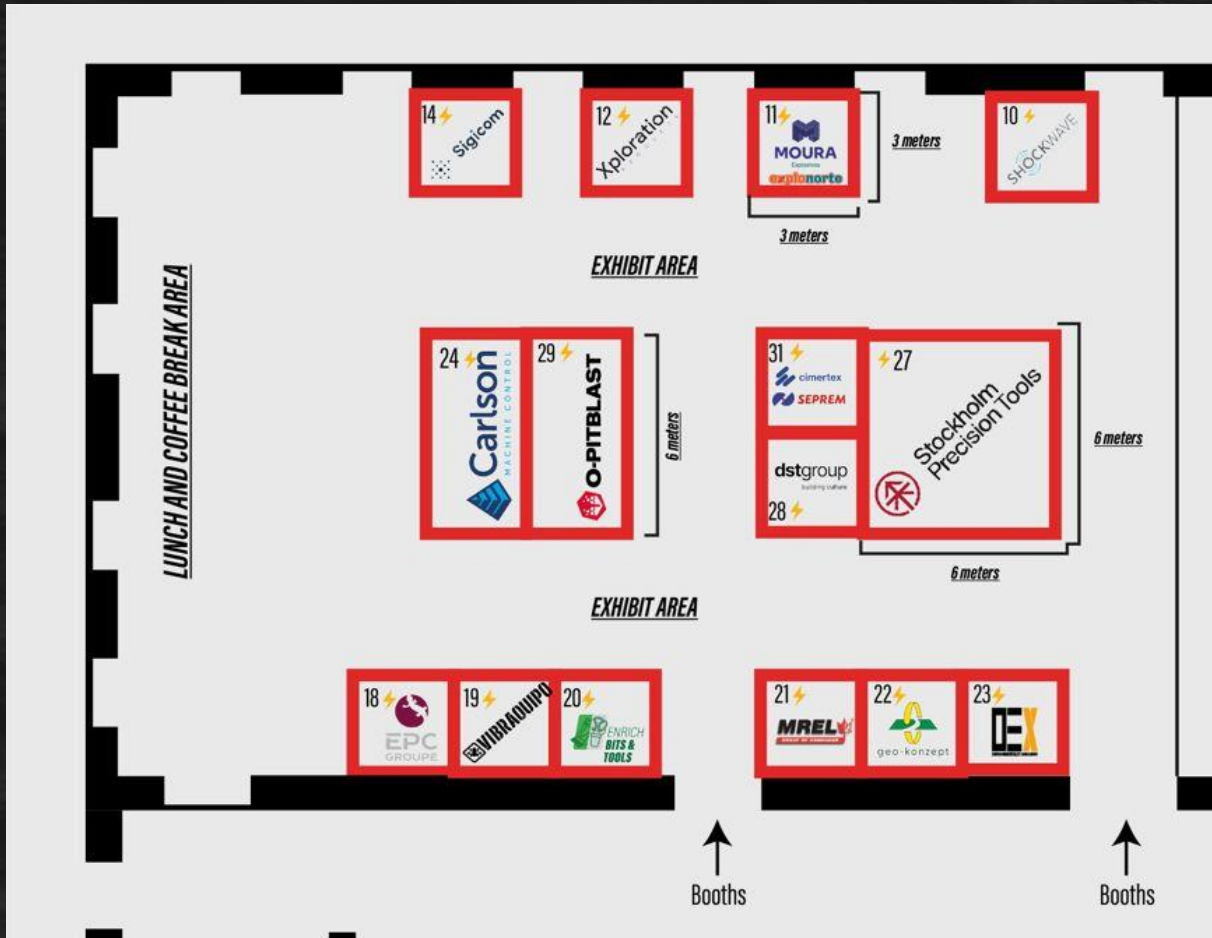 14
Sigicom
12
Xploration
11
MOURA
Explosivos
explonorte
3 meters
3 meters
10
SHOCKWAVE
EXHIBIT AREA
LUNCH AND COFFEE BREAK AREA
24
Carlson
MACHINE CONTROL
29
O-PITBLAST
6 meters
31
cimertex
SEPREM
dstgroup
building culture
28
27
Stockholm
Precision Tools
6 meters
6 meters
EXHIBIT AREA
18
EPC
GROUPE
19
VIBRAQUIPO
20
ENRICH
BITS &
TOOLS
21
MREL
22
geo-konzept
23
DEX
Booths
Booths